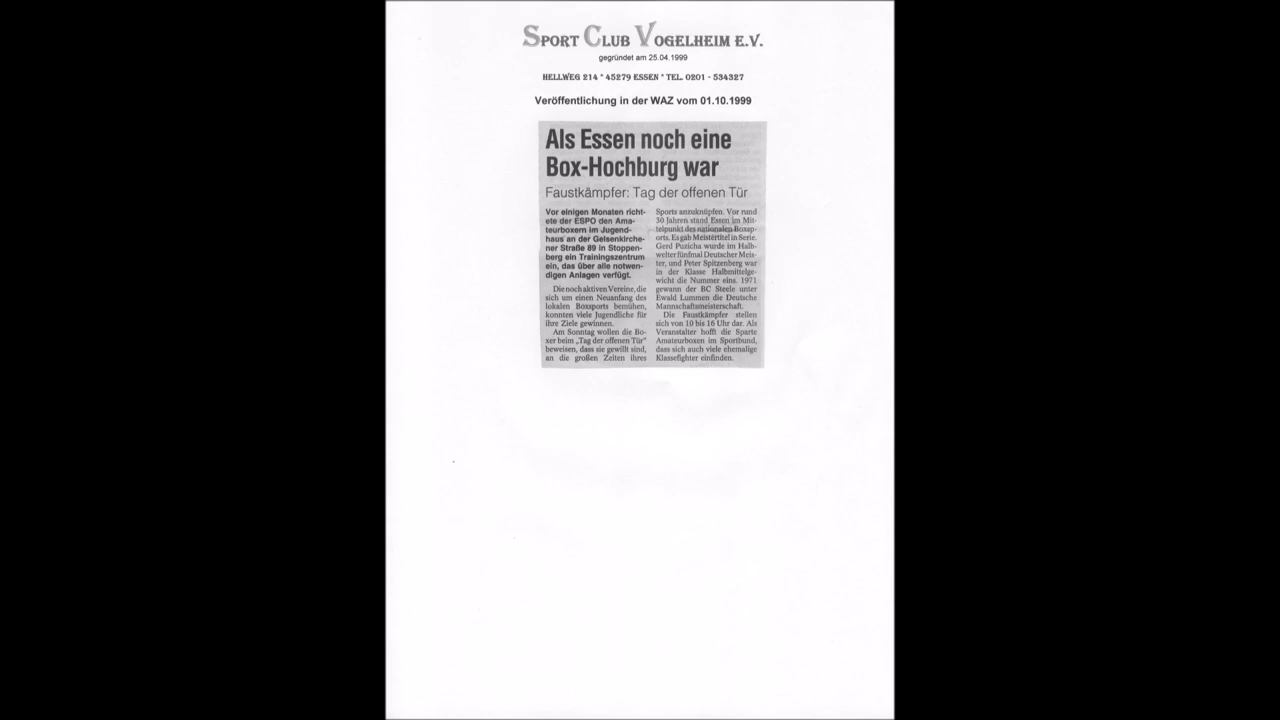 SPORT CLUB VOGELHEIM E.V.
gegründet am 25.04.1999
HELLWEG 214 * 45279 ESSEN * TEL. 0201 - 534327
Veröffentlichung in der WAZ vom 01.10.1999
Als Essen noch eine
Box-Hochburg war
Faustkämpfer: Tag der offenen Tür
Vor einigen Monaten richt-
ete der ESPO den Ama-
teurboxern im Jugend-
haus an der Gelsenkirche-
ner Straße 89 in Stoppen-
berg ein Trainingszentrum
ein, das über alle notwen-
digen Anlagen verfügt.
Die noch aktiven Vereine, die
sich um einen Neuanfang des
lokalen Boxsports bemühen,
konnten viele Jugendliche für
ihre Ziele gewinnen.
Am Sonntag wollen die Bo-
xer beim „Tag der offenen Tür"
beweisen, dass sie gewillt sind,
an die großen Zeiten ihres
Sports anzuknüpfen. Vor rund
30 Jahren stand Essen im Mit-
telpunkt des nationalen Boxsp-
orts. Es gab Meistertitel in Serie.
Gerd Puzicha wurde im Halb-
welter fünfmal Deutscher Meis-
ter, und Peter Spitzenberg war
in der Klasse Halbmittelge-
wicht die Nummer eins. 1971
gewann der BC Steele unter
Ewald Lummen die Deutsche
Mannschaftsmeisterschaft.
Die Faustkämpfer stellen
sich von 10 bis 16 Uhr dar. Als
Veranstalter hofft die Sparte
Amateurboxen im Sportbund,
dass sich auch viele ehemalige
Klassefighter einfinden.